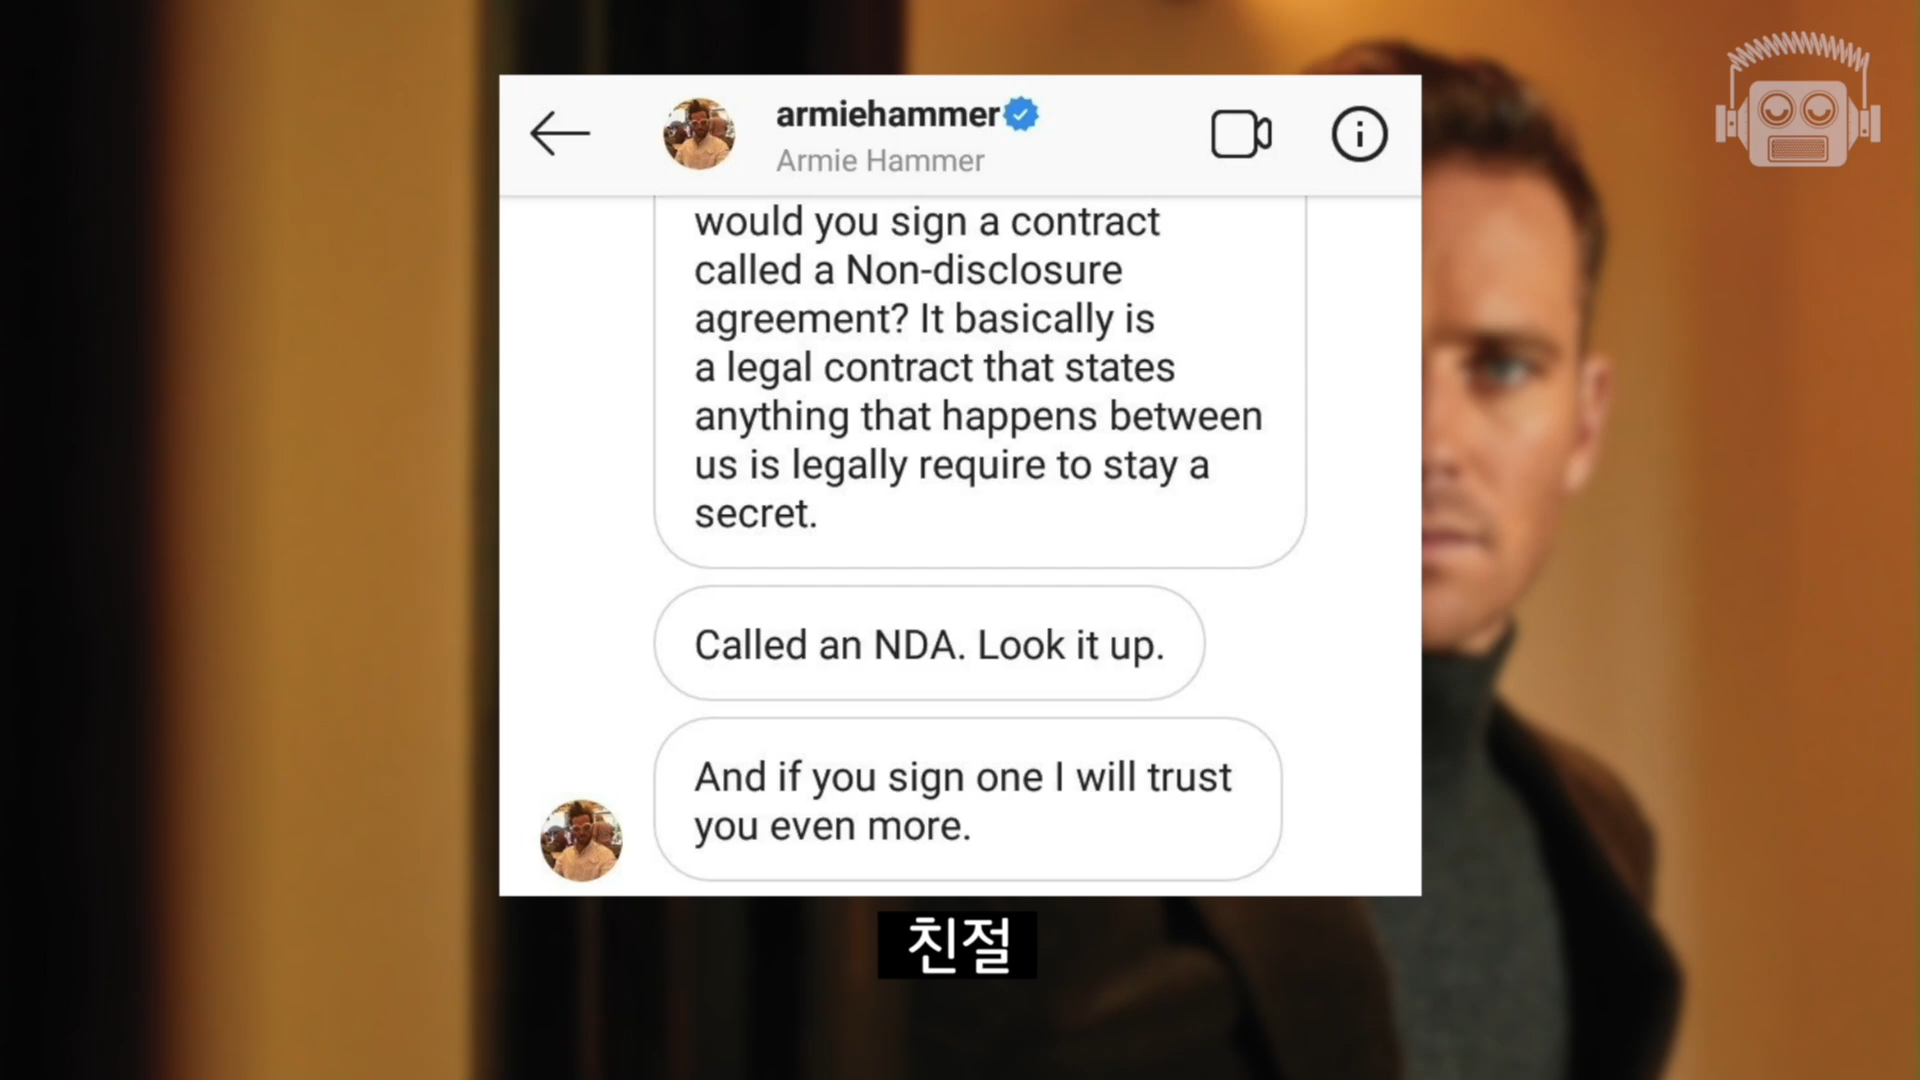 armiehammer
Armie Hammer
would you sign a contract
called a Non-disclosure
agreement? It basically is
a legal contract that states
anything that happens between
us is legally require to stay a
secret.
Called an NDA. Look it up.
And if you sign one I will trust
you even more.
친절